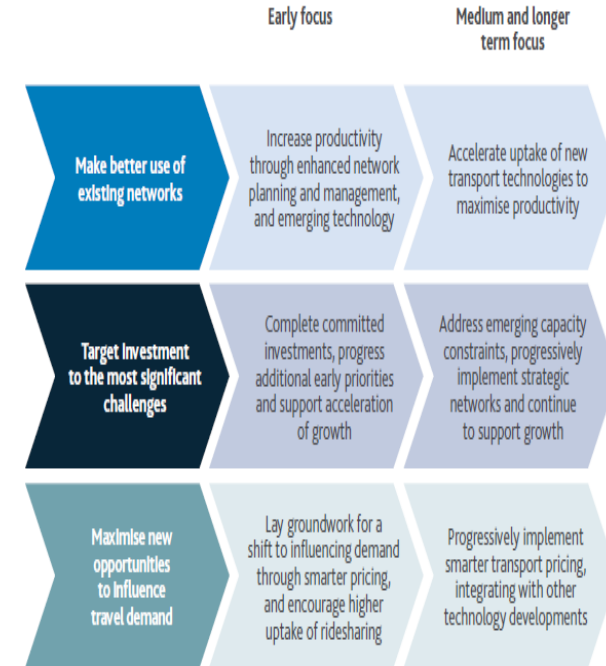 Early focus
Medium and longer
term focus
Make better use of
existing networks
Increase productivity
through enhanced network
planning and management,
and emerging technology
Accelerate uptake of new
transport technologies to
maximise productivity
Target investment
to the most significant
challenges
Complete committed
investments, progress
additional early priorities
and support acceleration
of growth
Address emerging capacity
constraints, progressively
implement strategic
networks and continue
to support growth
Maximise new
opportunities
to influence
travel demand
Lay groundwork for a
shift to influencing demand
through smarter pricing,
and encourage higher
uptake of ridesharing
Progressively implement
smarter transport pricing,
integrating with other
technology developments